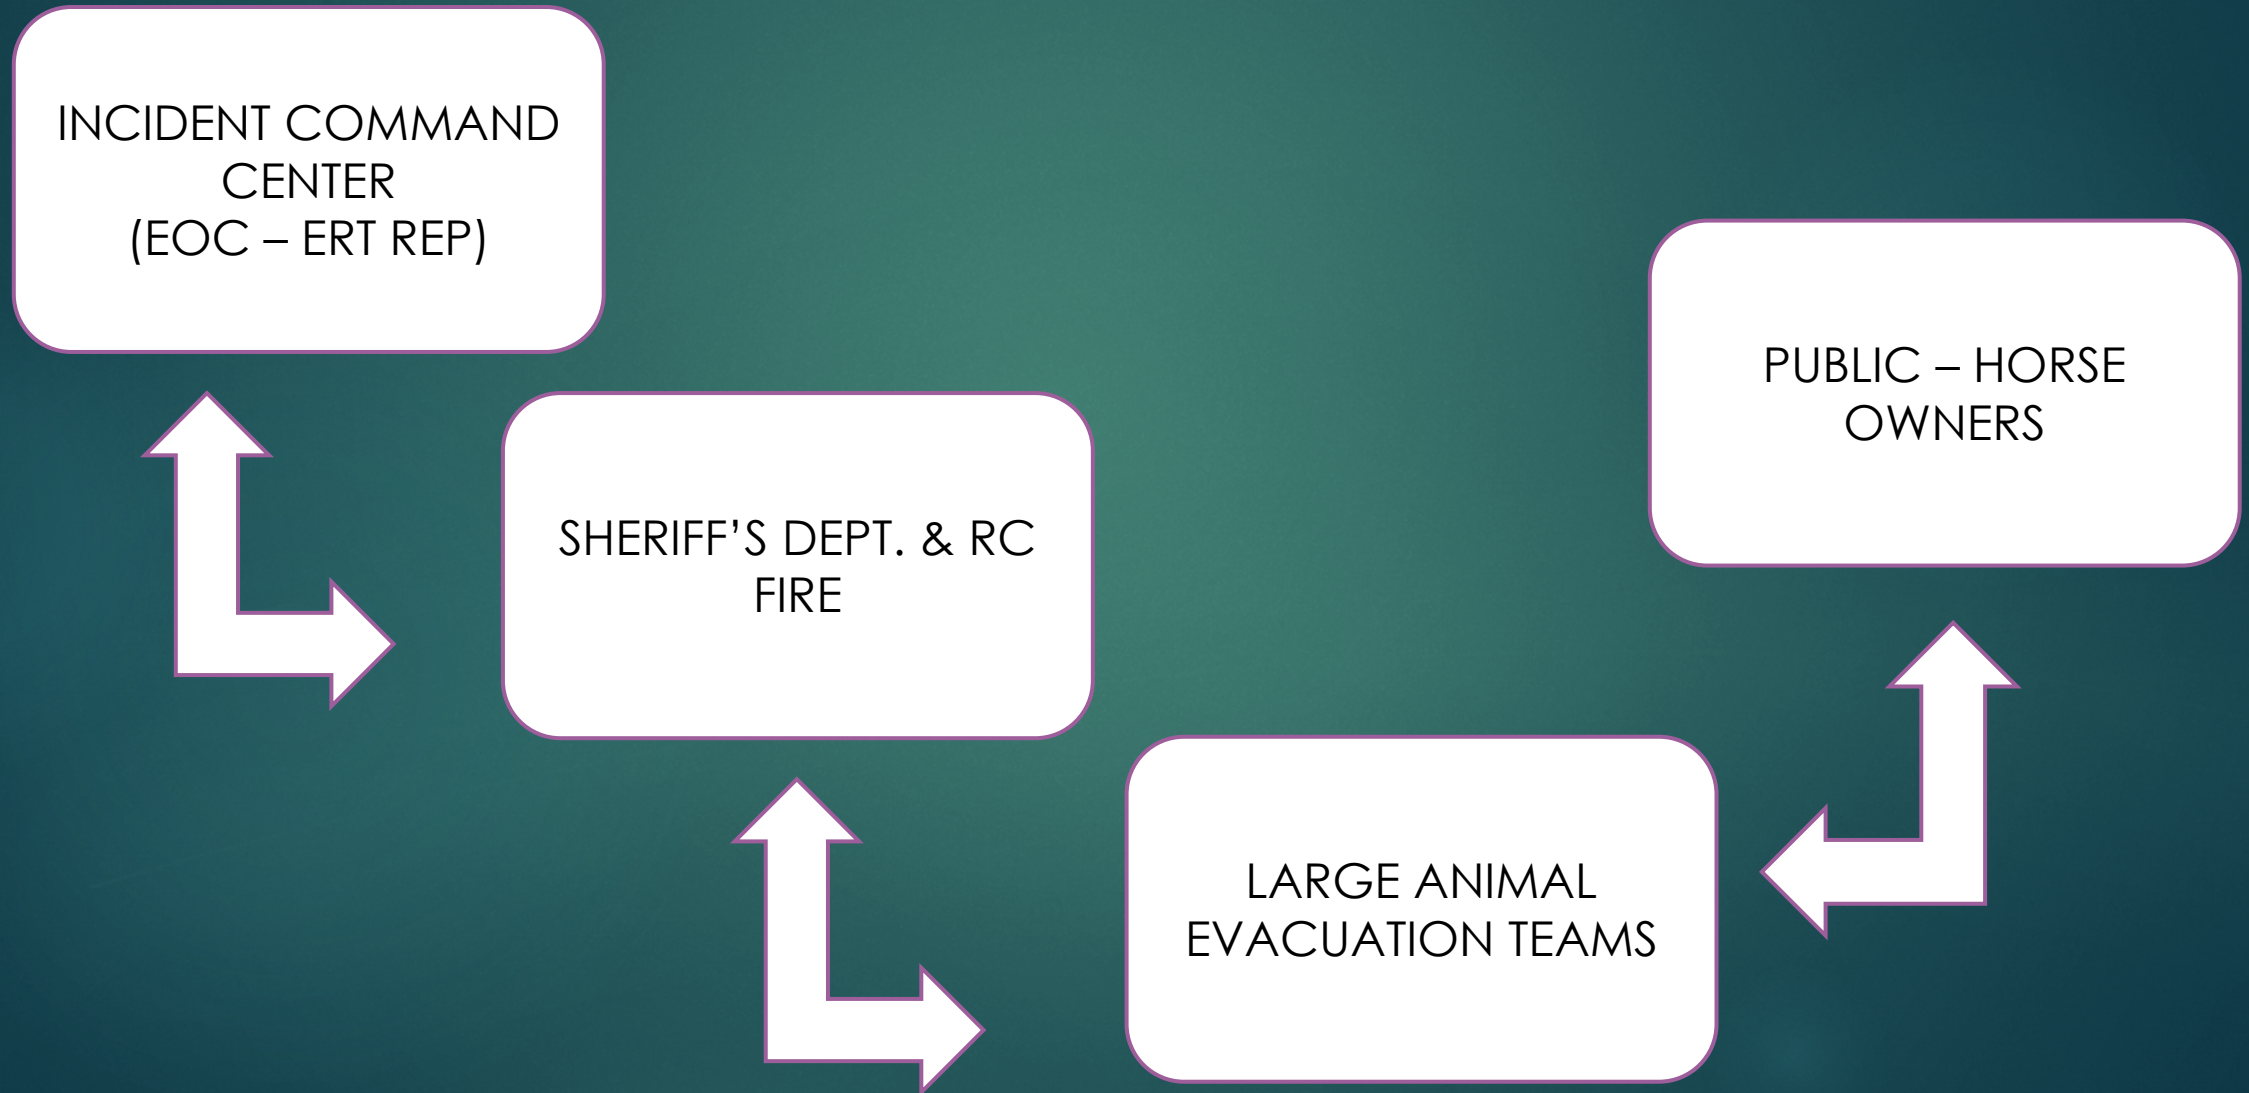 INCIDENT COMMAND
CENTER
(EOC – ERT REP)
SHERIFF’S DEPT. & RC
FIRE
LARGE ANIMAL
EVACUATION TEAMS
PUBLIC – HORSE
OWNERS